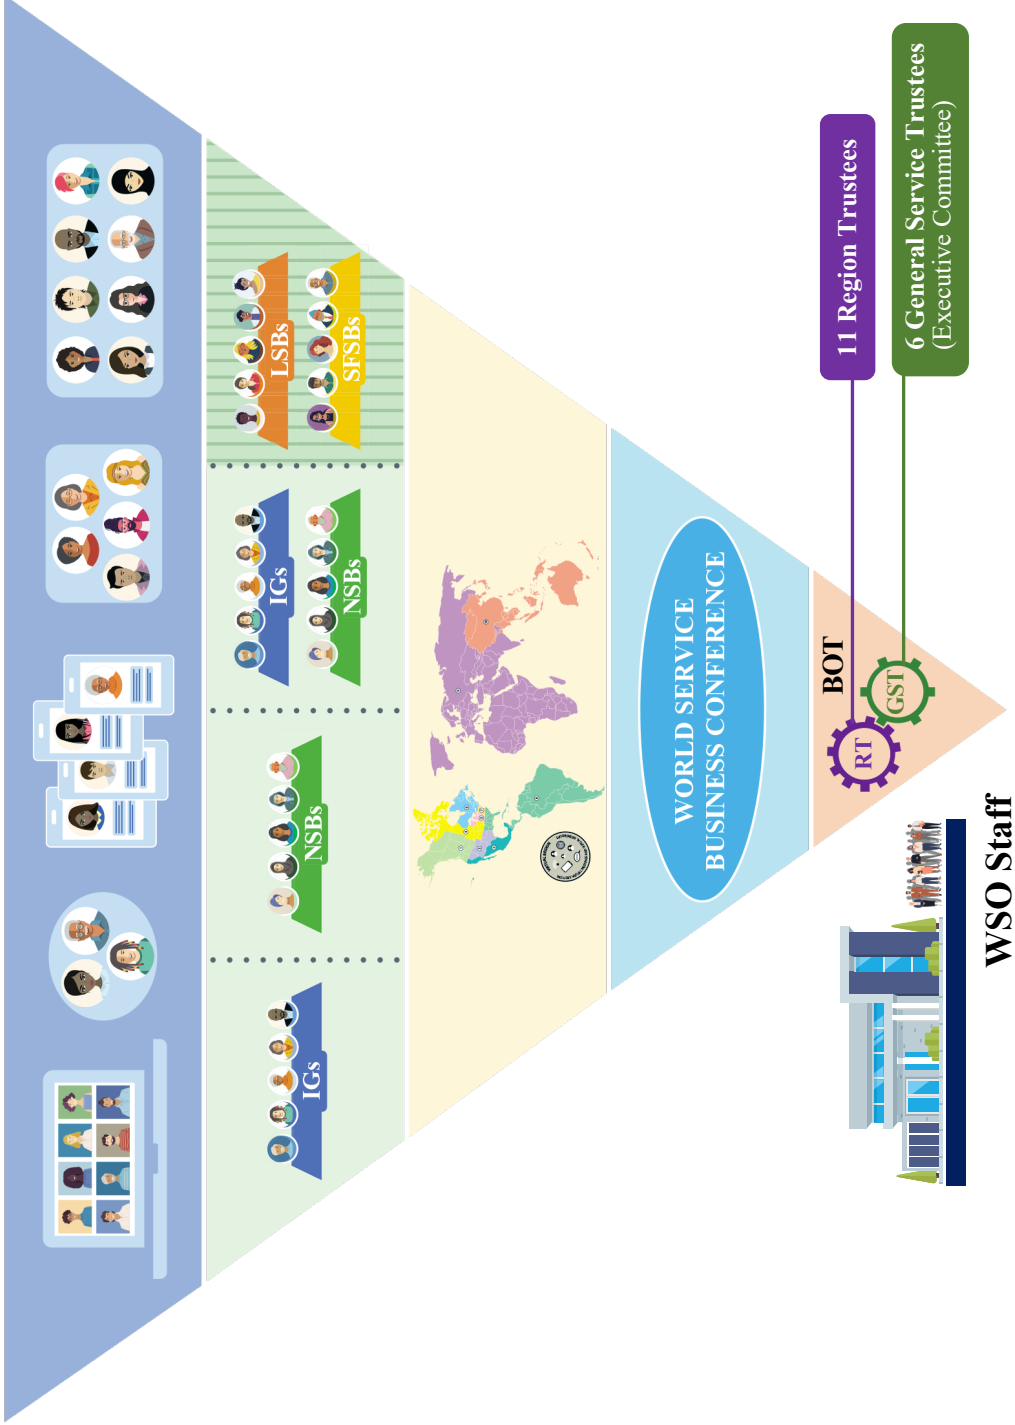 IGs
NSBs
IGs
NSBs
LSBs
SFSBs
WORLD SERVICE
BUSINESS CONFERENCE
BOT
RT
GST
11 Region Trustees
6 General Service Trustees
(Executive Committee)
WSO Staff